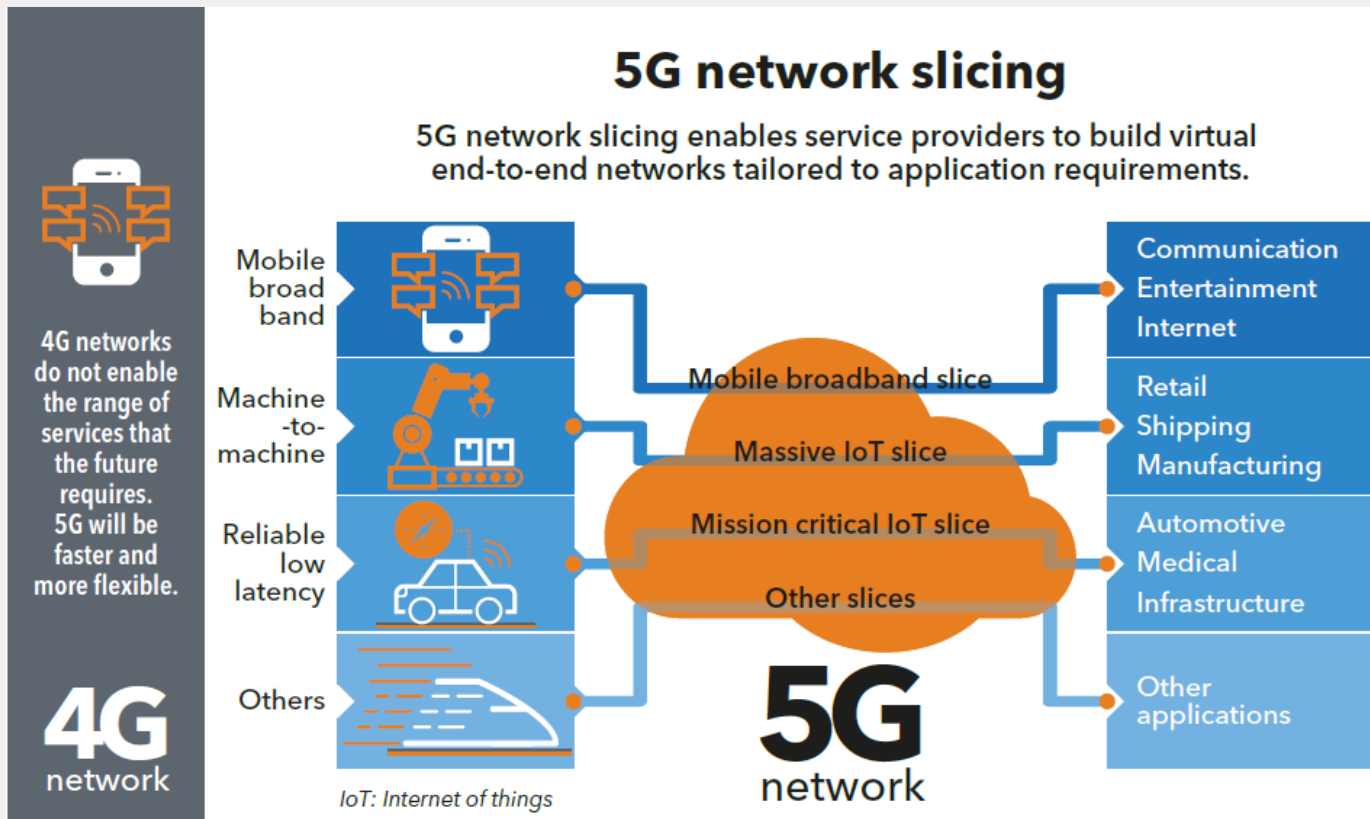 5G network slicing
5G network slicing enables service providers to build virtual
end-to-end networks tailored to application requirements.
4G networks
do not enable
the range of
services that
the future
requires.
5G will be
faster and
more flexible.
4G
network
Mobile
broad
band
Machine
-to-
machine
Reliable
low
latency
Others
Mobile broadband slice
Massive IoT slice
Mission critical IoT slice
Other slices
5G
network
Communication
Entertainment
Internet
Retail
Shipping
Manufacturing
Automotive
Medical
Infrastructure
Other
applications
IoT: Internet of things